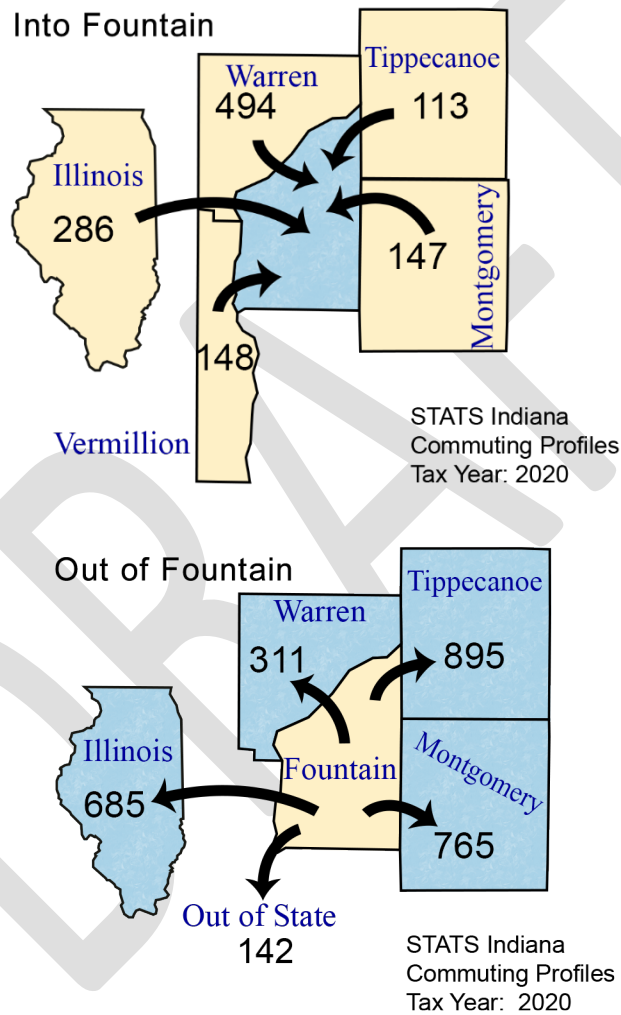 Into Fountain
Tippecanoe
Warren
494
113
Illinois
286
147
Montgomery
148
Vermillion
STATS Indiana
Commuting Profiles
Tax Year: 2020
Out of Fountain
Tippecanoe
Warren
311
895
Illinois
Montgomery
Fountain
685
765
Out of State
142
STATS Indiana
Commuting Profiles
Tax Year: 2020
DRAFT